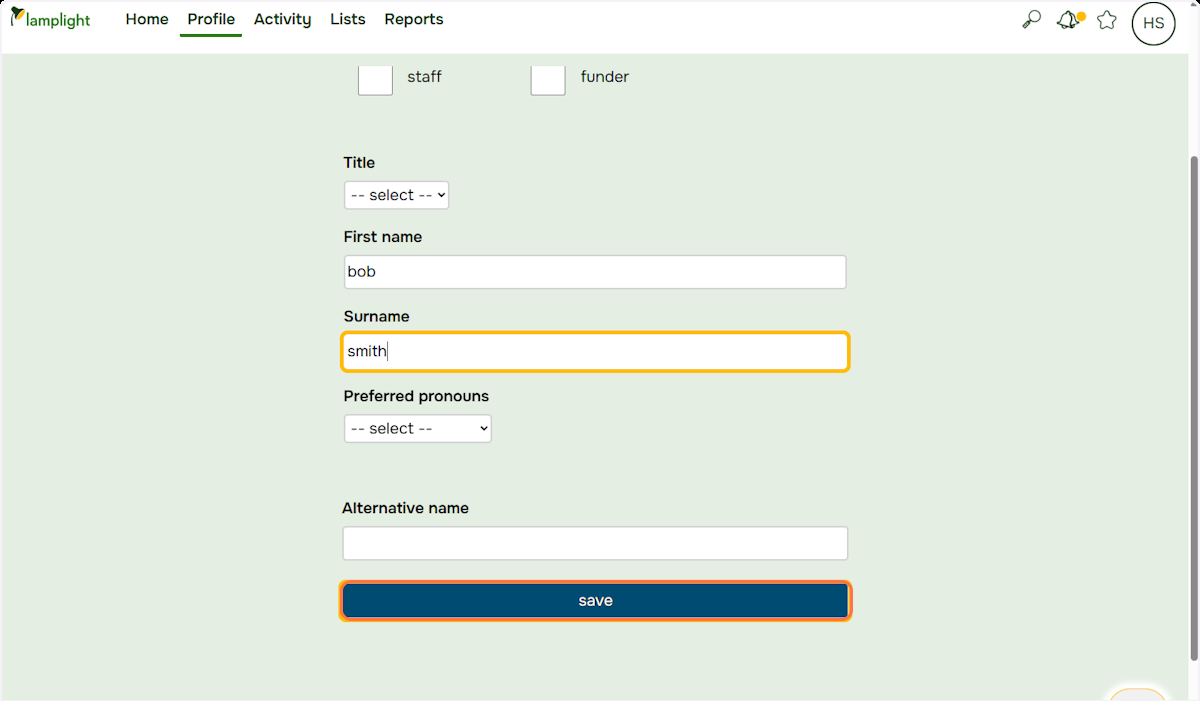 lamplight Home Profile Activity Lists Reports HS
staff funder
Title
-- select --
First name
bob
Surname
smith
Preferred pronouns
-- select --
Alternative name
save